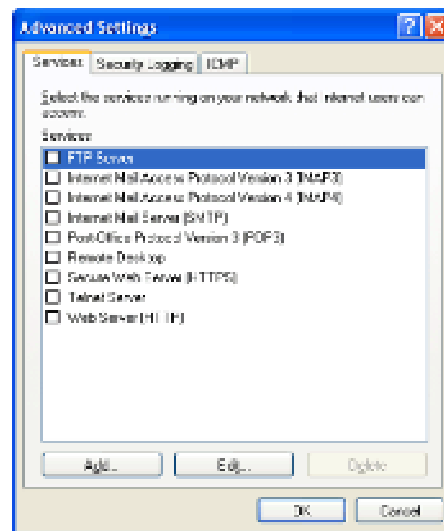 Advanced Settings
Services Security Logging ICMP
Select the services running on your network that Internet users can
access.
Services
FTP Server
Internet Mail Access Protocol Version 3 (IMAP3)
Internet Mail Access Protocol Version 4 (IMAP4)
Internet Mail Server (SMTP)
Post-Office Protocol Version 3 (POP3)
Remote Desktop
Secure Web Server (HTTPS)
Telnet Server
Web Server (HTTP)
Add... Edit... Delete
OK Cancel